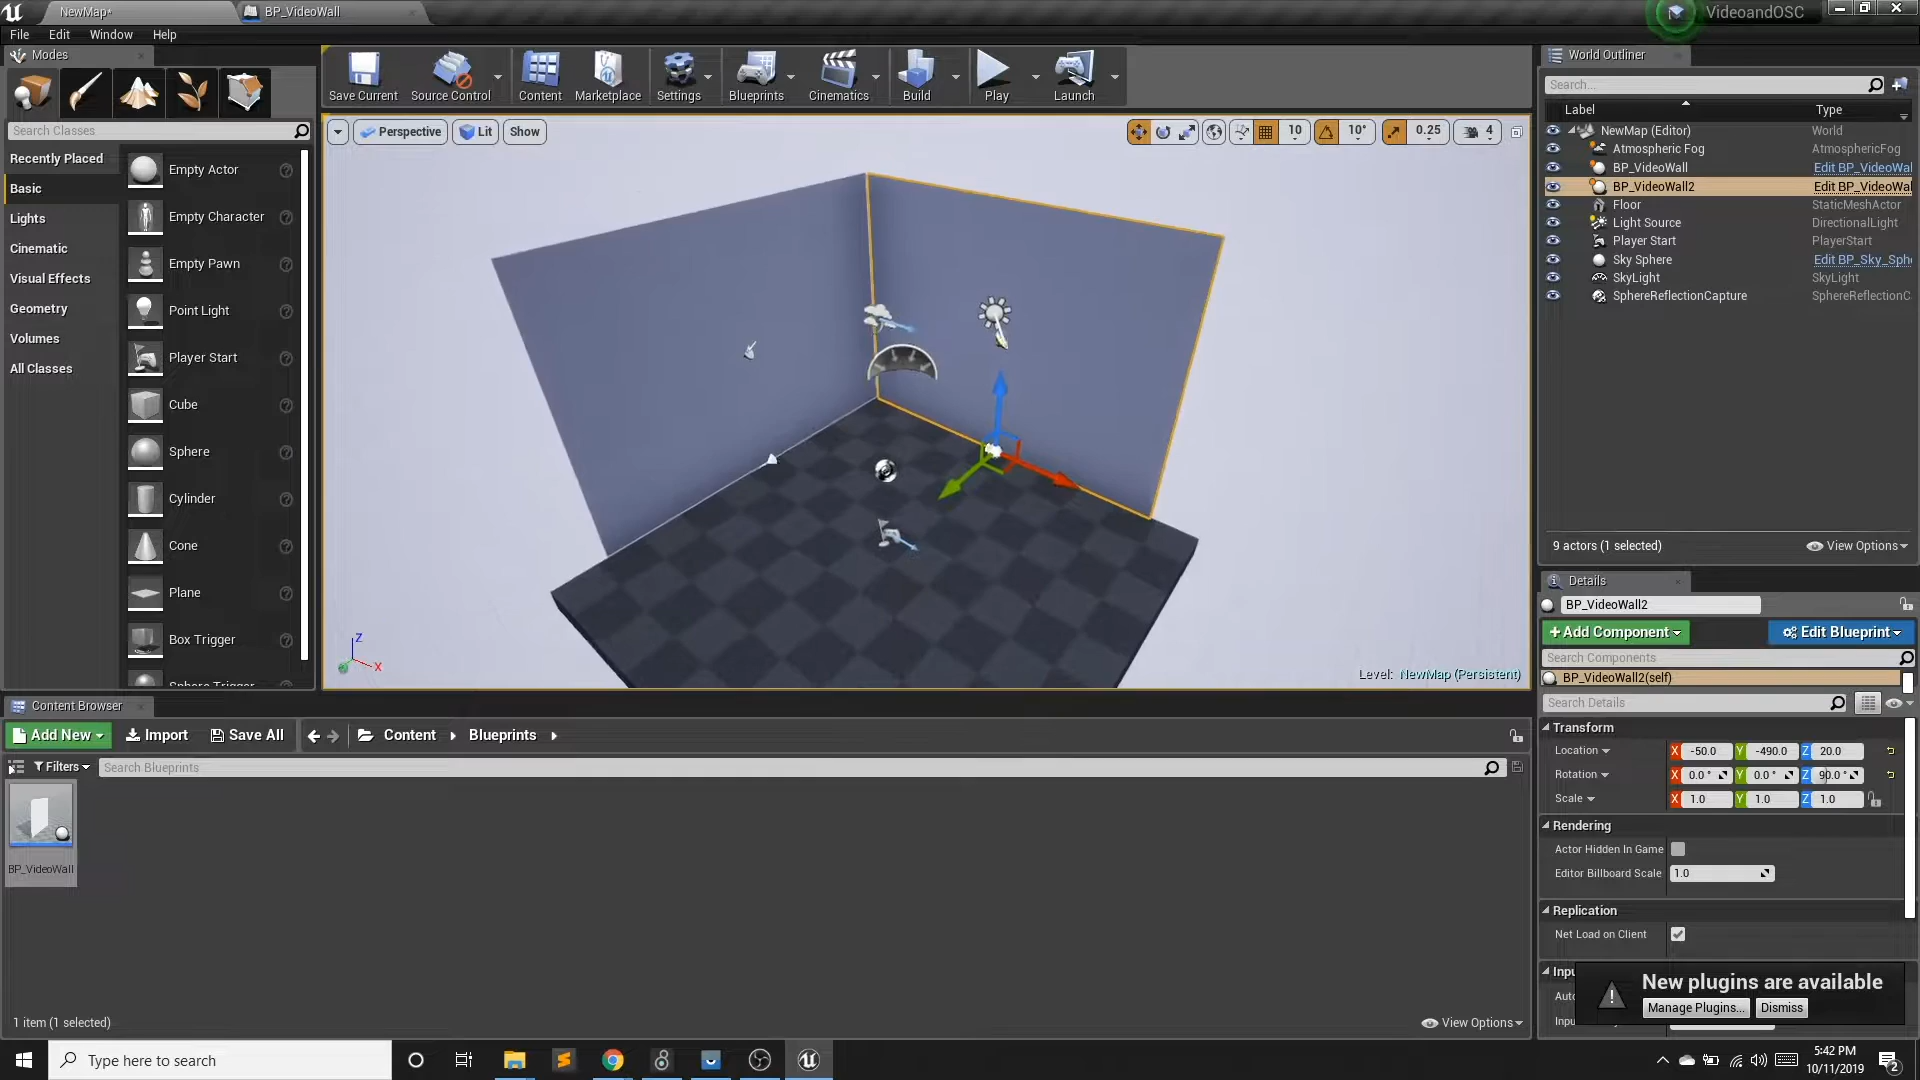 NewMap*
BP_VideoWall
VideoandOSC
File Edit Window Help
Modes
World Outliner
Save Current
Source Control
Content
Marketplace
Settings
Blueprints
Cinematics
Build
Play
Launch
Search...
Label Type
Search Classes
Perspective Lit Show
10 10° 0.25 4
NewMap (Editor) World
Atmospheric Fog AtmosphericFog
BP_VideoWall Edit BP_VideoWal
BP_VideoWall2 Edit BP_VideoWal
Floor StaticMeshActor
Light Source DirectionalLight
Player Start PlayerStart
Sky Sphere Edit BP_Sky_Sph
SkyLight SkyLight
SphereReflectionCapture SphereReflectionC
Recently Placed
Basic
Lights
Cinematic
Visual Effects
Geometry
Volumes
All Classes
Empty Actor
Empty Character
Empty Pawn
Point Light
Player Start
Cube
Sphere
Cylinder
Cone
Plane
Box Trigger
Sphere Trigger
Z
X
Level: NewMap (Persistent)
9 actors (1 selected) View Options
Details
BP_VideoWall2
+Add Component Edit Blueprint
Search Components
BP_VideoWall2(self)
Search Details
Transform
Location X -50.0 Y -490.0 Z 20.0
Rotation X 0.0 ° Y 0.0 ° Z 90.0 °
Scale X 1.0 Y 1.0 Z 1.0
Rendering
Actor Hidden In Game
Editor Billboard Scale 1.0
Replication
Net Load on Client
Inpu
Auto
Inpu
New plugins are available
Manage Plugins... Dismiss
Content Browser
Add New Import Save All Content Blueprints
Filters Search Blueprints
BP_VideoWall
1 item (1 selected) View Options
Type here to search
5:42 PM
10/11/2019
2